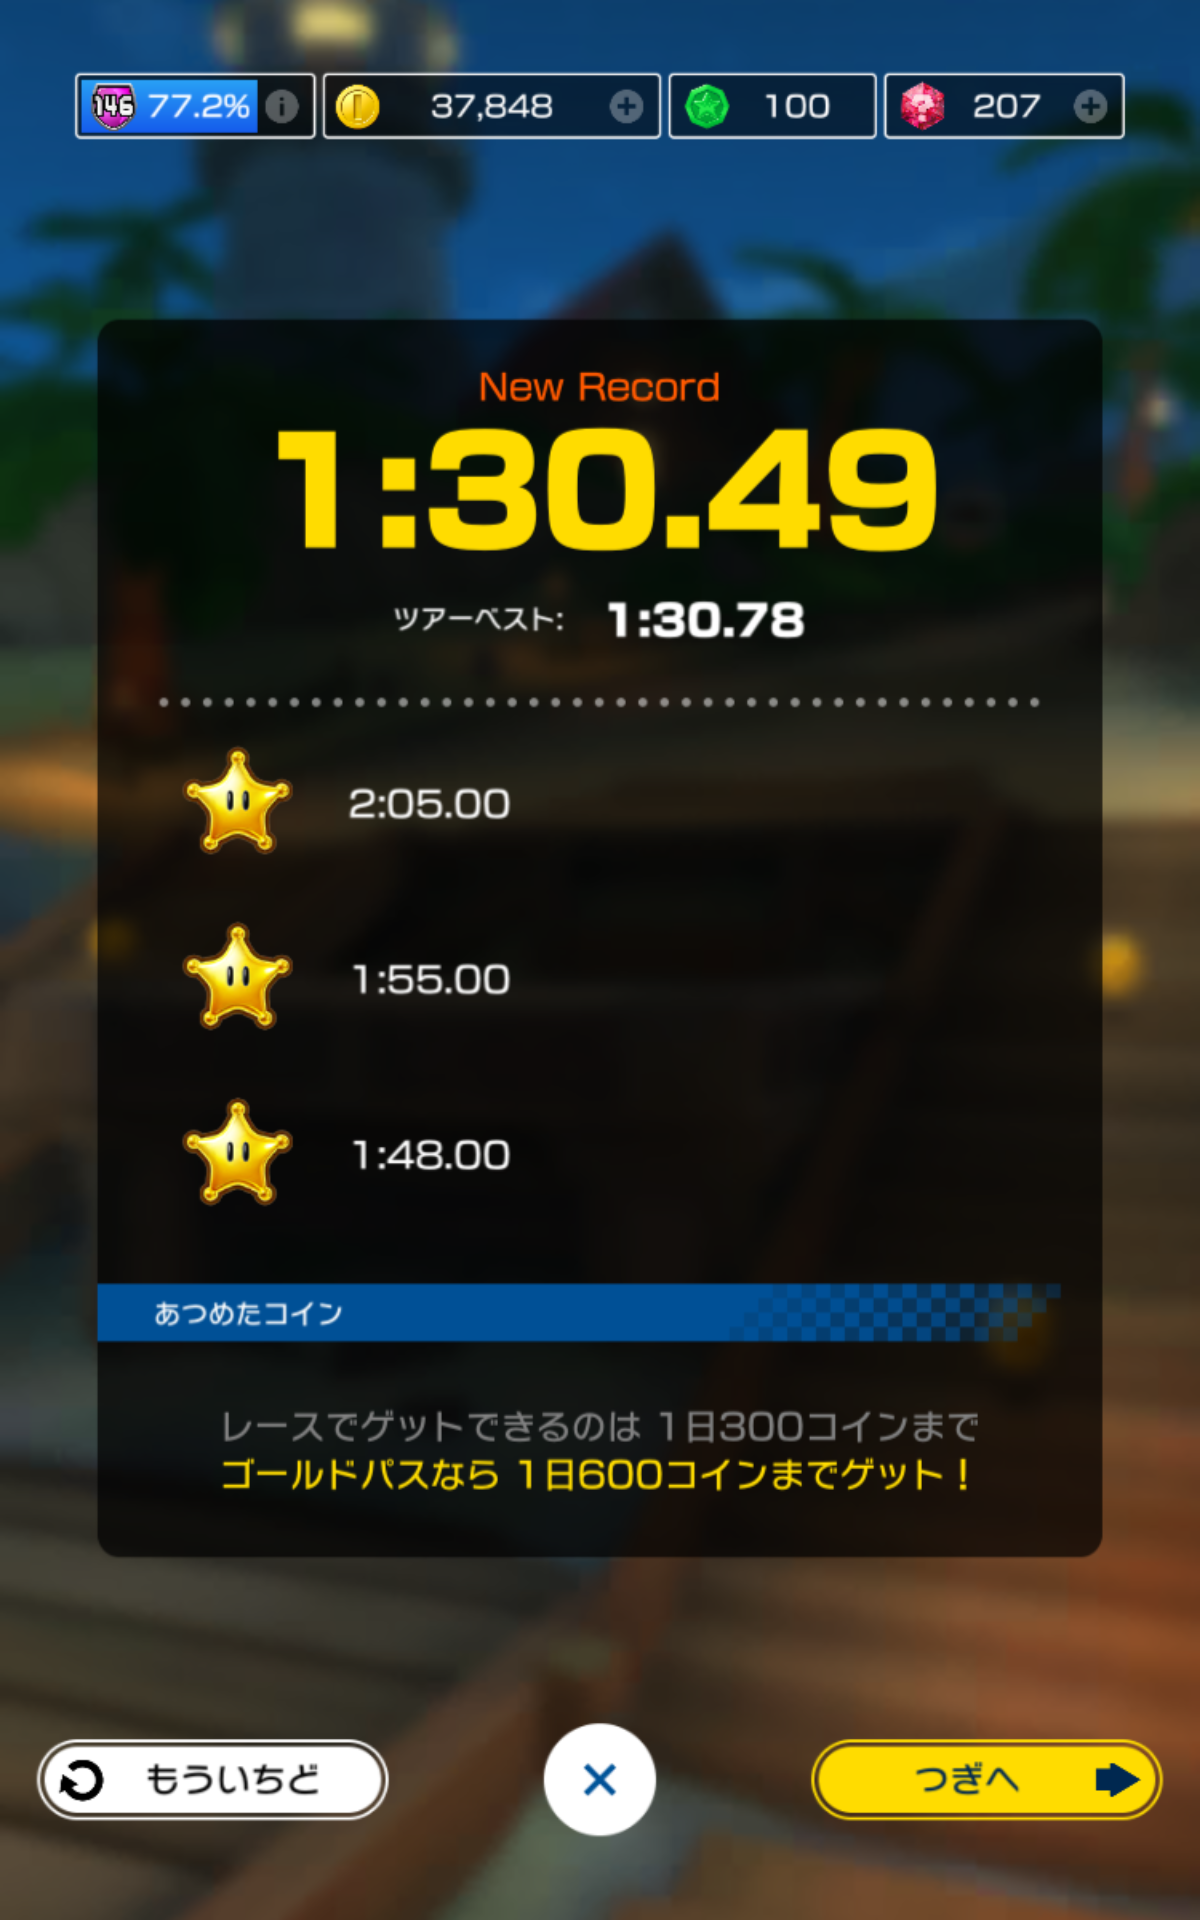 146 77.2% i 37,848 + 100 207 +
New Record
1:30.49
ツアーベスト: 1:30.78
2:05.00
1:55.00
1:48.00
あつめたコイン
レースでゲットできるのは 1日300コインまで
ゴールドパスなら 1日600コインまでゲット!
もういちど × つぎへ